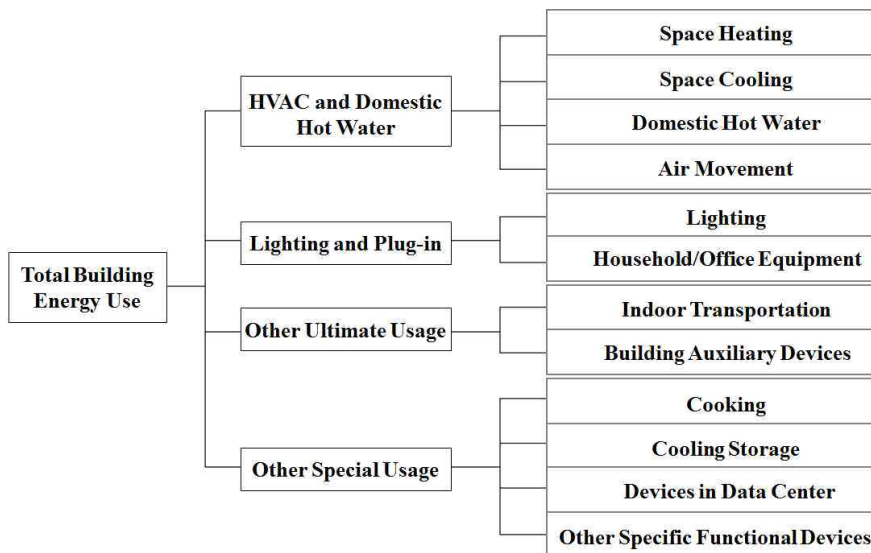 Total Building
Energy Use
HVAC and Domestic
Hot Water
Space Heating
Space Cooling
Domestic Hot Water
Air Movement
Lighting and Plug-in
Lighting
Household/Office Equipment
Other Ultimate Usage
Indoor Transportation
Building Auxiliary Devices
Other Special Usage
Cooking
Cooling Storage
Devices in Data Center
Other Specific Functional Devices